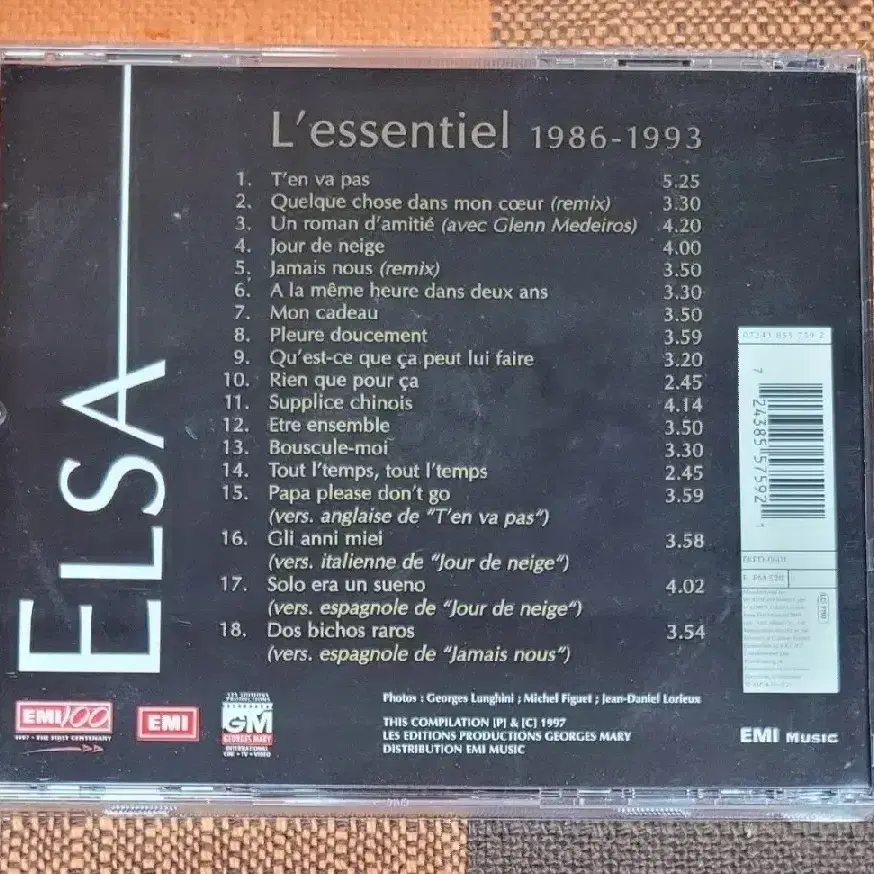 L'essentiel 1986-1993
1. T'en va pas 5.25
2. Quelque chose dans mon cœur (remix) 3.30
3. Un roman d'amitié (avec Glenn Medeiros) 4.20
4. Jour de neige 4.00
5. Jamais nous (remix) 3.50
6. A la même heure dans deux ans 3.30
7. Mon cadeau 3.50
8. Pleure doucement 3.59
9. Qu'est-ce que ça peut lui faire 3.20
10. Rien que pour ça 2.45
11. Supplice chinois 4.14
12. Etre ensemble 3.50
13. Bouscule-moi 3.30
14. Tout l'temps, tout l'temps 2.45
15. Papa please don't go 3.59
(vers. anglaise de "T'en va pas")
16. Gli anni miei 3.58
(vers. italienne de "Jour de neige")
17. Solo era un sueno 4.02
(vers. espagnole de "Jour de neige")
18. Dos bichos raros 3.54
(vers. espagnole de "Jamais nous")
ELSA
7 24385 57592 1
EMI 100
1997 • THE FIRST CENTENARY
EMI
LES EDITIONS
PRODUCTIONS
GM
GEORGES MARY
INTERNATIONAL
Photos : Georges Lunghini ; Michel Figuet ; Jean-Daniel Lorieux
THIS COMPILATION [P] & [C] 1997
LES EDITIONS PRODUCTIONS GEORGES MARY
DISTRIBUTION EMI MUSIC
EMI MUSIC